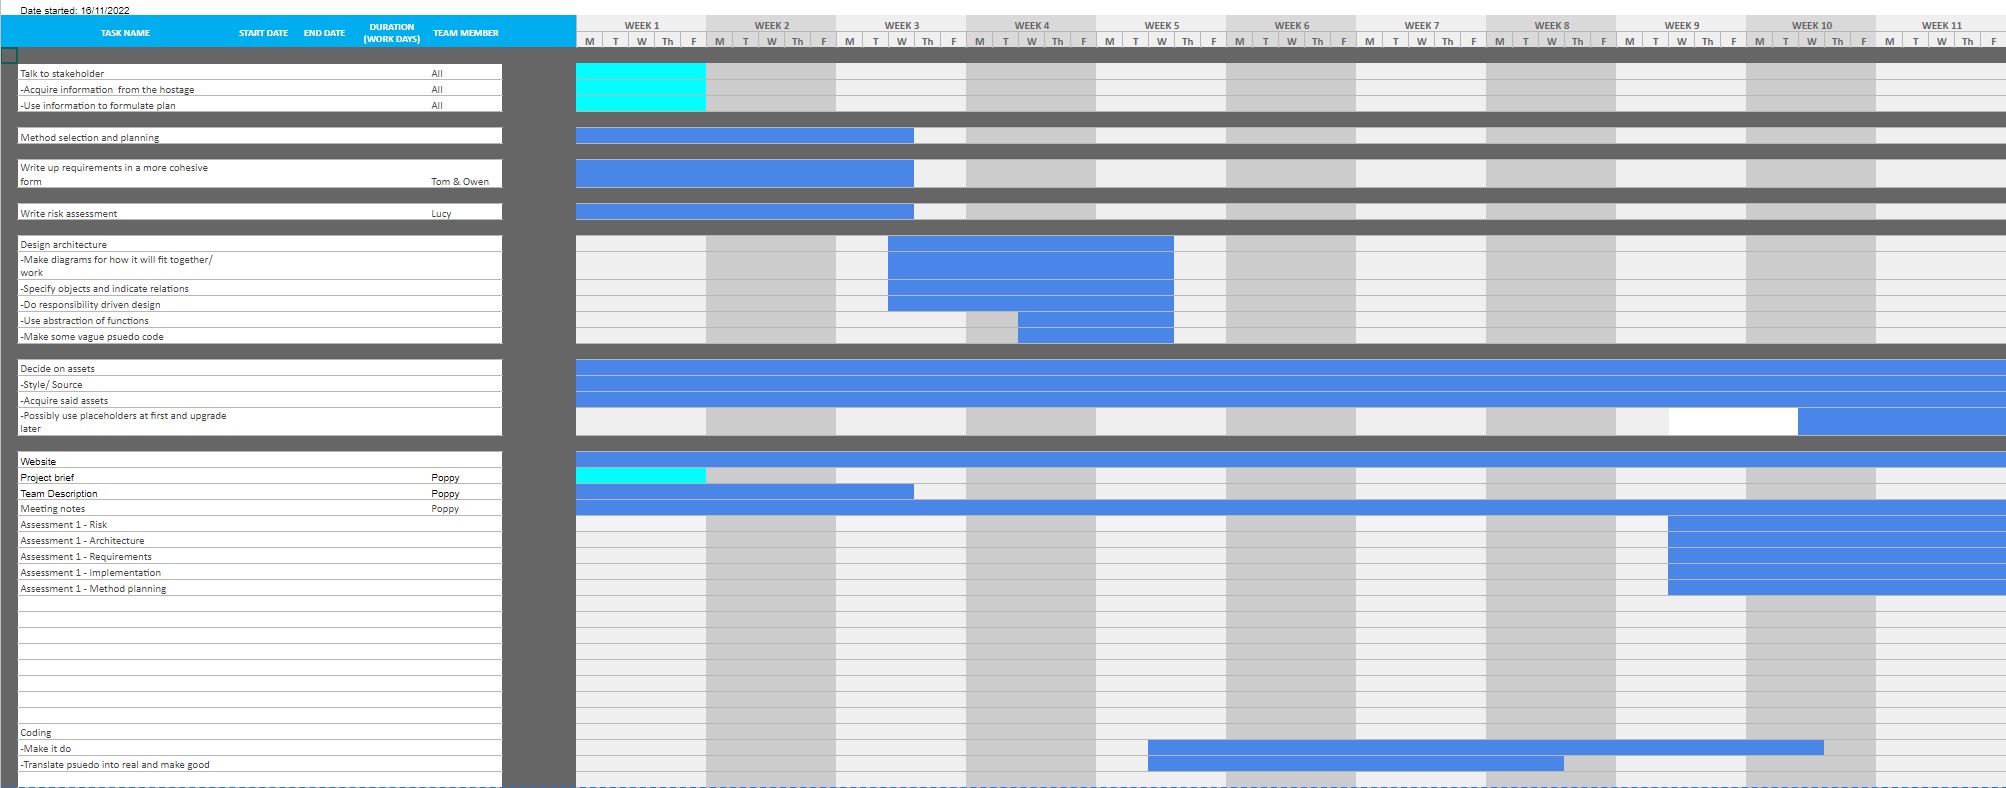 Date started: 16/11/2022
WEEK 1 WEEK 2 WEEK 3 WEEK 4 WEEK 5 WEEK 6 WEEK 7 WEEK 8 WEEK 9 WEEK 10 WEEK 11
TASK NAME START DATE END DATE DURATION (WORK DAYS) TEAM MEMBER
M T W Th F M T W Th F M T W Th F M T W Th F M T W Th F M T W Th F M T W Th F M T W Th F M T W Th F M T W Th F M T W Th F
Talk to stakeholder All
-Acquire information from the hostage All
-Use information to formulate plan All
Method selection and planning
Write up requirements in a more cohesive
form Tom & Owen
Write risk assessment Lucy
Design architecture
-Make diagrams for how it will fit together/
work
-Specify objects and indicate relations
-Do responsibility driven design
-Use abstraction of functions
-Make some vague psuedo code
Decide on assets
-Style/ Source
-Acquire said assets
-Possibly use placeholders at first and upgrade
later
Website
Project brief Poppy
Team Description Poppy
Meeting notes Poppy
Assessment 1 - Risk
Assessment 1 - Architecture
Assessment 1 - Requirements
Assessment 1 - Implementation
Assessment 1 - Method planning
Coding
-Make it do
-Translate psuedo into real and make good